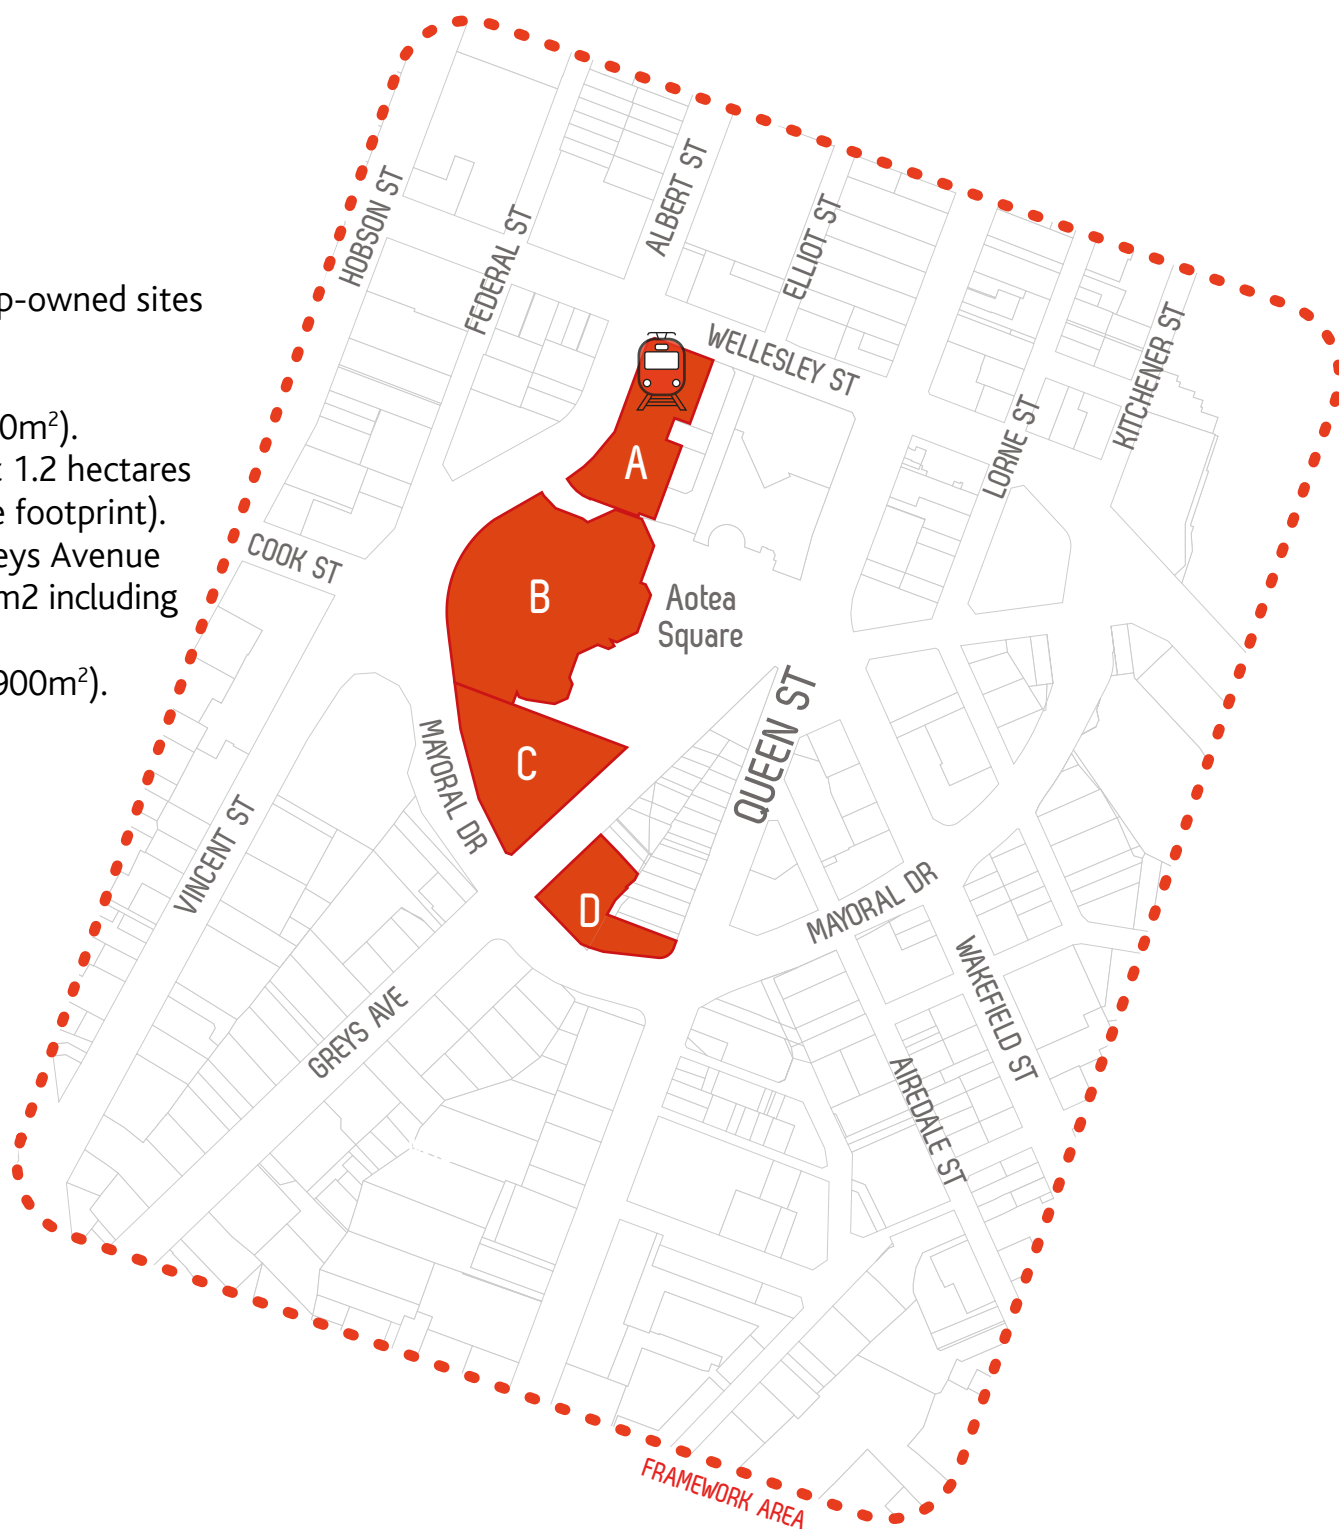 p-owned sites
0m²).
1.2 hectares
e footprint).
eys Avenue
m2 including
900m²).
HOBSON ST
FEDERAL ST
ALBERT ST
ELLIOT ST
WELLESLEY ST
KITCHENER ST
LORNE ST
COOK ST
A
B
Aotea
Square
C
D
QUEEN ST
MAYORAL DR
VINCENT ST
MAYORAL DR
GREYS AVE
WAKEFIELD ST
AIREDALE ST
FRAMEWORK AREA